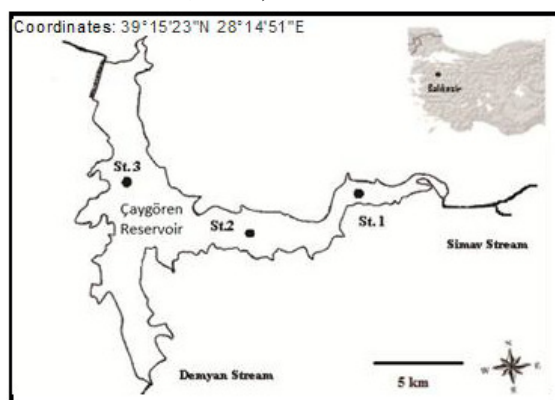 Coordinates: 39°15'23"N 28°14'51"E
Balıkesir
St.3
Çaygören
Reservoir
St.2
St.1
Simav Stream
Demyan Stream
5 km
N
W E
S